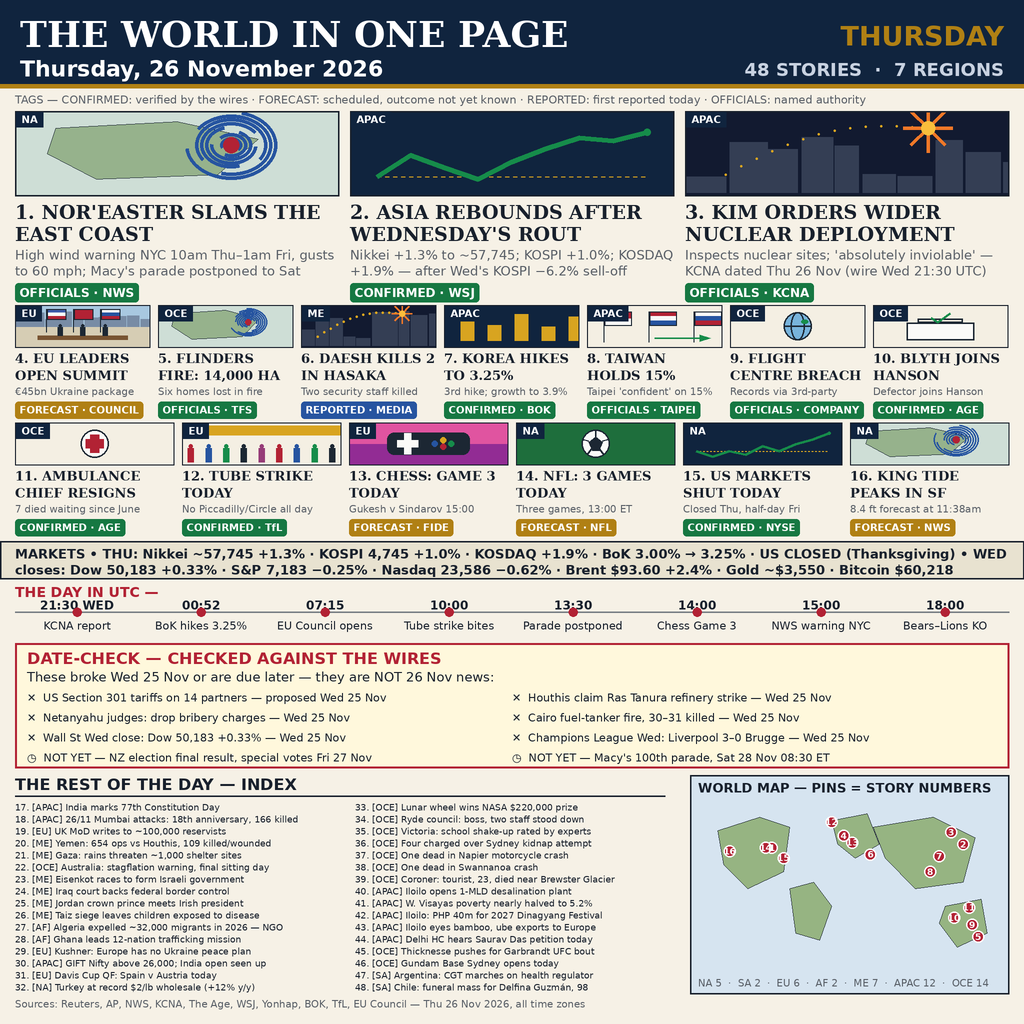 THE WORLD IN ONE PAGE
THURSDAY
Thursday, 26 November 2026
48 STORIES · 7 REGIONS
TAGS — CONFIRMED: verified by the wires · FORECAST: scheduled, outcome not yet known · REPORTED: first reported today · OFFICIALS: named authority
NA
1. NOR'EASTER SLAMS THE
EAST COAST
High wind warning NYC 10am Thu–1am Fri, gusts
to 60 mph; Macy's parade postponed to Sat
OFFICIALS · NWS
APAC
2. ASIA REBOUNDS AFTER
WEDNESDAY'S ROUT
Nikkei +1.3% to ~57,745; KOSPI +1.0%; KOSDAQ
+1.9% — after Wed's KOSPI −6.2% sell-off
CONFIRMED · WSJ
APAC
3. KIM ORDERS WIDER
NUCLEAR DEPLOYMENT
Inspects nuclear sites; 'absolutely inviolable' —
KCNA dated Thu 26 Nov (wire Wed 21:30 UTC)
OFFICIALS · KCNA
EU
4. EU LEADERS
OPEN SUMMIT
€45bn Ukraine package
FORECAST · COUNCIL
OCE
5. FLINDERS
FIRE: 14,000 HA
Six homes lost in fire
OFFICIALS · TFS
ME
6. DAESH KILLS 2
IN HASAKA
Two security staff killed
REPORTED · MEDIA
APAC
7. KOREA HIKES
TO 3.25%
3rd hike; growth to 3.9%
CONFIRMED · BOK
APAC
8. TAIWAN
HOLDS 15%
Taipei 'confident' on 15%
OFFICIALS · TAIPEI
OCE
9. FLIGHT
CENTRE BREACH
Records via 3rd-party
OFFICIALS · COMPANY
OCE
10. BLYTH JOINS
HANSON
Defector joins Hanson
CONFIRMED · AGE
OCE
11. AMBULANCE
CHIEF RESIGNS
7 died waiting since June
CONFIRMED · AGE
EU
12. TUBE STRIKE
TODAY
No Piccadilly/Circle all day
CONFIRMED · TfL
EU
13. CHESS: GAME 3
TODAY
Gukesh v Sindarov 15:00
FORECAST · FIDE
NA
14. NFL: 3 GAMES
TODAY
Three games, 13:00 ET
FORECAST · NFL
NA
15. US MARKETS
SHUT TODAY
Closed Thu, half-day Fri
CONFIRMED · NYSE
NA
16. KING TIDE
PEAKS IN SF
8.4 ft forecast at 11:38am
FORECAST · NWS
MARKETS • THU: Nikkei ~57,745 +1.3% · KOSPI 4,745 +1.0% · KOSDAQ +1.9% · BoK 3.00% → 3.25% · US CLOSED (Thanksgiving) • WED
closes: Dow 50,183 +0.33% · S&P 7,183 −0.25% · Nasdaq 23,586 −0.62% · Brent $93.60 +2.4% · Gold ~$3,550 · Bitcoin $60,218
THE DAY IN UTC —
21:30 WED 00:52 07:15 10:00 13:30 14:00 15:00 18:00
KCNA report BoK hikes 3.25% EU Council opens Tube strike bites Parade postponed Chess Game 3 NWS warning NYC Bears–Lions KO
DATE-CHECK — CHECKED AGAINST THE WIRES
These broke Wed 25 Nov or are due later — they are NOT 26 Nov news:
✕ US Section 301 tariffs on 14 partners — proposed Wed 25 Nov
✕ Netanyahu judges: drop bribery charges — Wed 25 Nov
✕ Wall St Wed close: Dow 50,183 +0.33% — Wed 25 Nov
◷ NOT YET — NZ election final result, special votes Fri 27 Nov
✕ Houthis claim Ras Tanura refinery strike — Wed 25 Nov
✕ Cairo fuel-tanker fire, 30–31 killed — Wed 25 Nov
✕ Champions League Wed: Liverpool 3–0 Brugge — Wed 25 Nov
◷ NOT YET — Macy's 100th parade, Sat 28 Nov 08:30 ET
THE REST OF THE DAY — INDEX
17. [APAC] India marks 77th Constitution Day
18. [APAC] 26/11 Mumbai attacks: 18th anniversary, 166 killed
19. [EU] UK MoD writes to ~100,000 reservists
20. [ME] Yemen: 654 ops vs Houthis, 109 killed/wounded
21. [ME] Gaza: rains threaten ~1,000 shelter sites
22. [OCE] Australia: stagflation warning, final sitting day
23. [ME] Eisenkot races to form Israeli government
24. [ME] Iraq court backs federal border control
25. [ME] Jordan crown prince meets Irish president
26. [ME] Taiz siege leaves children exposed to disease
27. [AF] Algeria expelled ~32,000 migrants in 2026 — NGO
28. [AF] Ghana leads 12-nation trafficking mission
29. [EU] Kushner: Europe has no Ukraine peace plan
30. [APAC] GIFT Nifty above 26,000; India open seen up
31. [EU] Davis Cup QF: Spain v Austria today
32. [NA] Turkey at record $2/lb wholesale (+12% y/y)
33. [OCE] Lunar wheel wins NASA $220,000 prize
34. [OCE] Ryde council: boss, two staff stood down
35. [OCE] Victoria: school shake-up rated by experts
36. [OCE] Four charged over Sydney kidnap attempt
37. [OCE] One dead in Napier motorcycle crash
38. [OCE] One dead in Swannanoa crash
39. [OCE] Coroner: tourist, 23, died near Brewster Glacier
40. [APAC] Iloilo opens 1-MLD desalination plant
41. [APAC] W. Visayas poverty nearly halved to 5.2%
42. [APAC] Iloilo: PHP 40m for 2027 Dinagyang Festival
43. [APAC] Iloilo eyes bamboo, ube exports to Europe
44. [APAC] Delhi HC hears Saurav Das petition today
45. [OCE] Thicknesse pushes for Garbrandt UFC bout
46. [OCE] Gundam Base Sydney opens today
47. [SA] Argentina: CGT marches on health regulator
48. [SA] Chile: funeral mass for Delfina Guzmán, 98
WORLD MAP — PINS = STORY NUMBERS
12
4
13
6
3
2
7
8
16
11
10
9
5
NA 5 · SA 2 · EU 6 · AF 2 · ME 7 · APAC 12 · OCE 14
Sources: Reuters, AP, NWS, KCNA, The Age, WSJ, Yonhap, BOK, TfL, EU Council — Thu 26 Nov 2026, all time zones